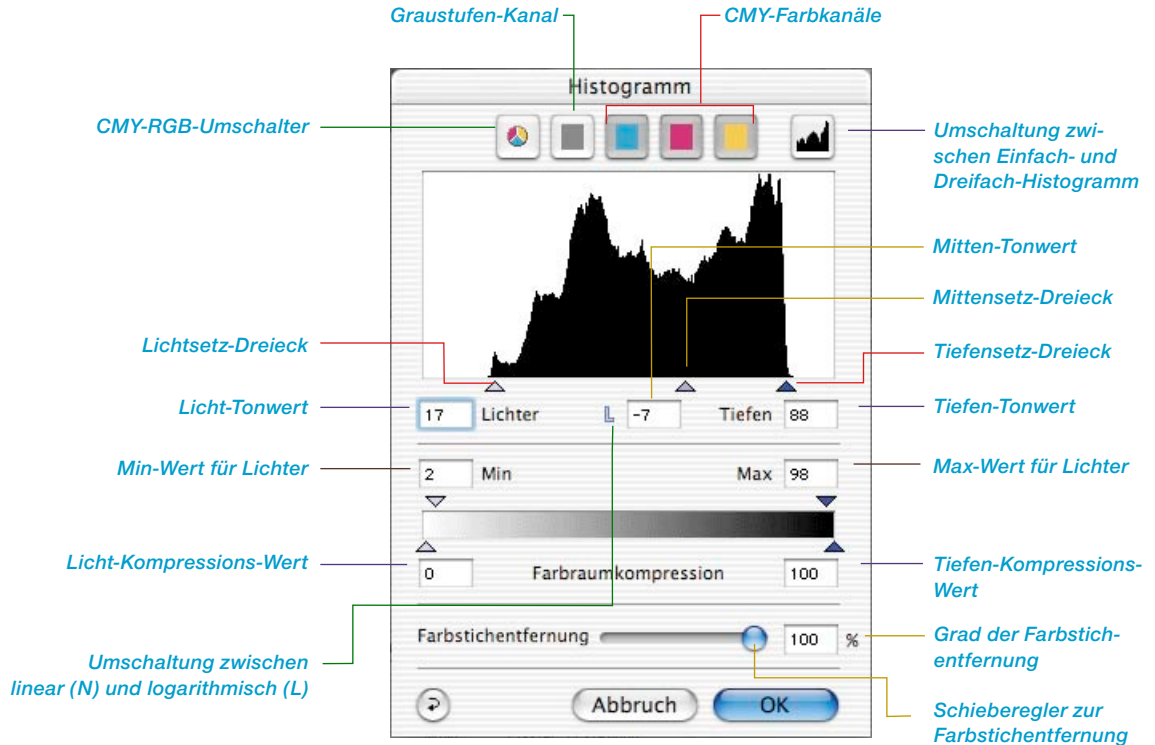 Graustufen-Kanal
CMY-Farbkanäle
Histogramm
CMY-RGB-Umschalter
Umschaltung zwi-
schen Einfach- und
Dreifach-Histogramm
Mitten-Tonwert
Mittensetz-Dreieck
Lichtsetz-Dreieck
Tiefensetz-Dreieck
Licht-Tonwert
17 Lichter L -7 Tiefen 88
Tiefen-Tonwert
Min-Wert für Lichter
2 Min Max 98
Max-Wert für Lichter
Licht-Kompressions-Wert
0 Farbraumkompression 100
Tiefen-Kompressions-
Wert
Farbstichentfernung 100 %
Grad der Farbstich-
entfernung
Umschaltung zwischen
linear (N) und logarithmisch (L)
Abbruch OK
Schieberegler zur
Farbstichentfernung